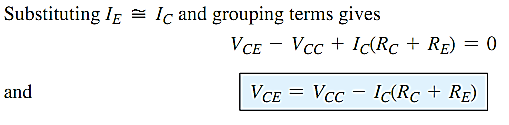 Substituting I_E ≅ I_C and grouping terms gives
V_CE − V_CC + I_C(R_C + R_E) = 0
and V_CE = V_CC − I_C(R_C + R_E)